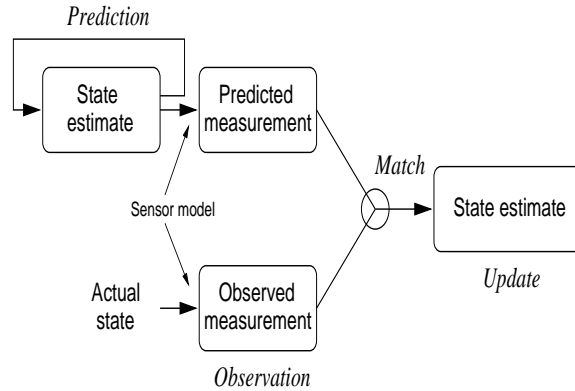 Prediction
State
estimate
Predicted
measurement
Match
Sensor model
State estimate
Update
Actual
state
Observed
measurement
Observation